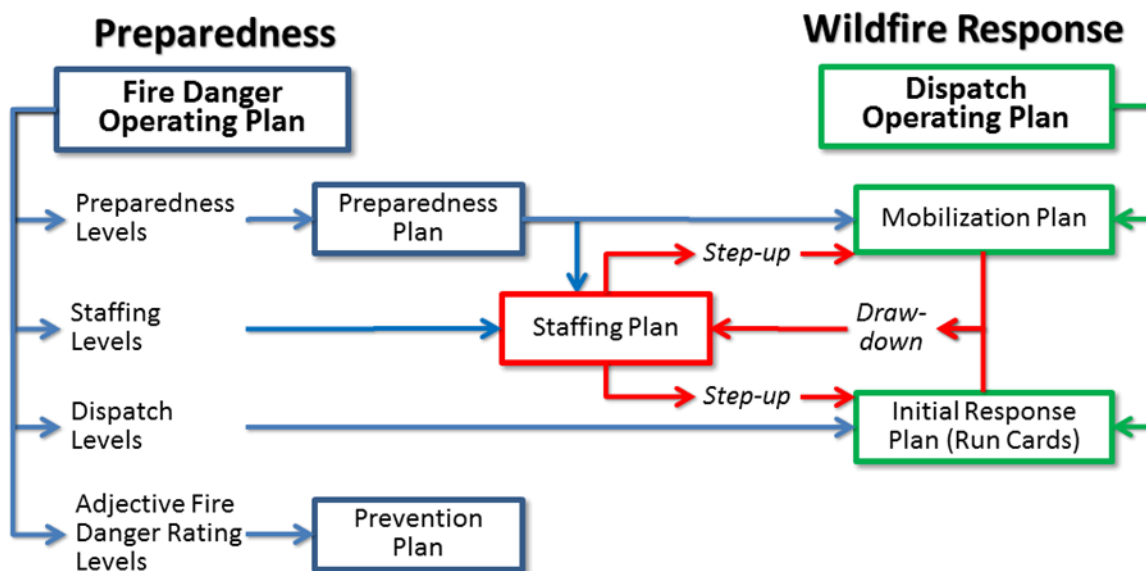 Preparedness
Wildfire Response
Fire Danger
Operating Plan
Dispatch
Operating Plan
Preparedness
Levels
Preparedness
Plan
Mobilization Plan
Step-up
Staffing
Levels
Staffing Plan
Draw-
down
Step-up
Dispatch
Levels
Initial Response
Plan (Run Cards)
Adjective Fire
Danger Rating
Levels
Prevention
Plan